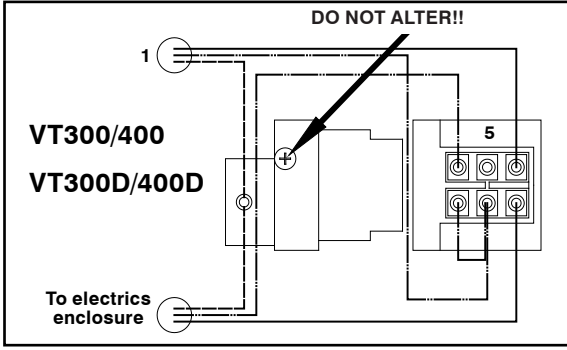 DO NOT ALTER!!
1
VT300/400
VT300D/400D
5
To electrics
enclosure